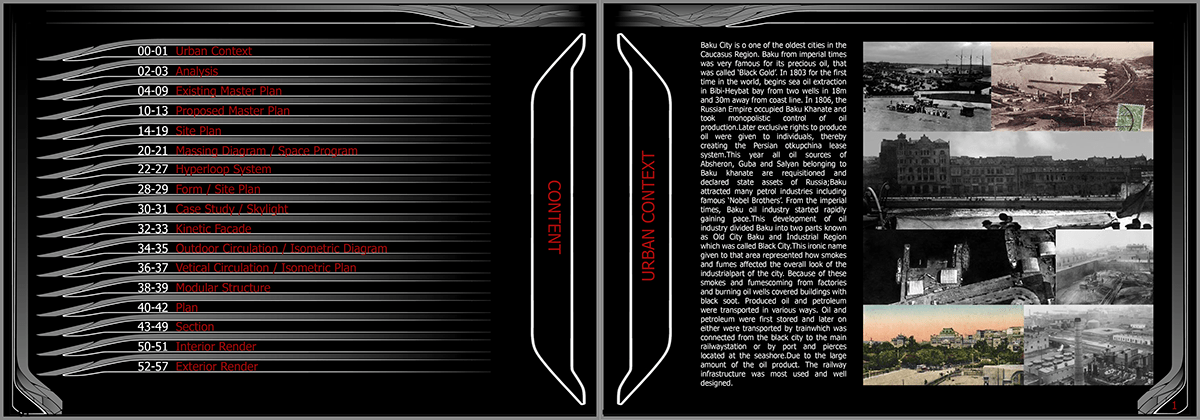 00-01 Urban Context
02-03 Analysis
04-09 Existing Master Plan
10-13 Proposed Master Plan
14-19 Site Plan
20-21 Massing Diagram / Space Program
22-27 Hyperloop System
28-29 Form / Site Plan
30-31 Case Study / Skylight
32-33 Kinetic Facade
34-35 Outdoor Circulation / Isometric Diagram
36-37 Vetical Circulation / Isometric Plan
38-39 Modular Structure
40-42 Plan
43-49 Section
50-51 Interior Render
52-57 Exterior Render
CONTENT
URBAN CONTEXT
Baku City is o one of the oldest cities in the
Caucasus Region. Baku from imperial times
was very famous for its precious oil, that
was called 'Black Gold'. In 1803 for the first
time in the world, begins sea oil extraction
in Bibi-Heybat bay from two wells in 18m
and 30m away from coast line. In 1806, the
Russian Empire occupied Baku Khanate and
took monopolistic control of oil
production.Later exclusive rights to produce
oil were given to individuals, thereby
creating the Persian otkupchina lease
system.This year all oil sources of
Absheron, Guba and Salyan belonging to
Baku khanate are requisitioned and
declared state assets of Russia;Baku
attracted many petrol industries including
famous 'Nobel Brothers'. From the imperial
times, Baku oil industry started rapidly
gaining pace.This development of oil
industry divided Baku into two parts known
as Old City Baku and İndustrial Region
which was called Black City.This ironic name
given to that area represented how smokes
and fumes affected the overall look of the
industrialpart of the city. Because of these
smokes and fumescoming from factories
and burning oil wells covered buildings with
black soot. Produced oil and petroleum
were transported in various ways. Oil and
petroleum were first stored and later on
either were transported by trainwhich was
connected from the black city to the main
railwaystation or by port and pierces
located at the seashore.Due to the large
amount of the oil product. The railway
infrastructure was most used and well
designed.
1